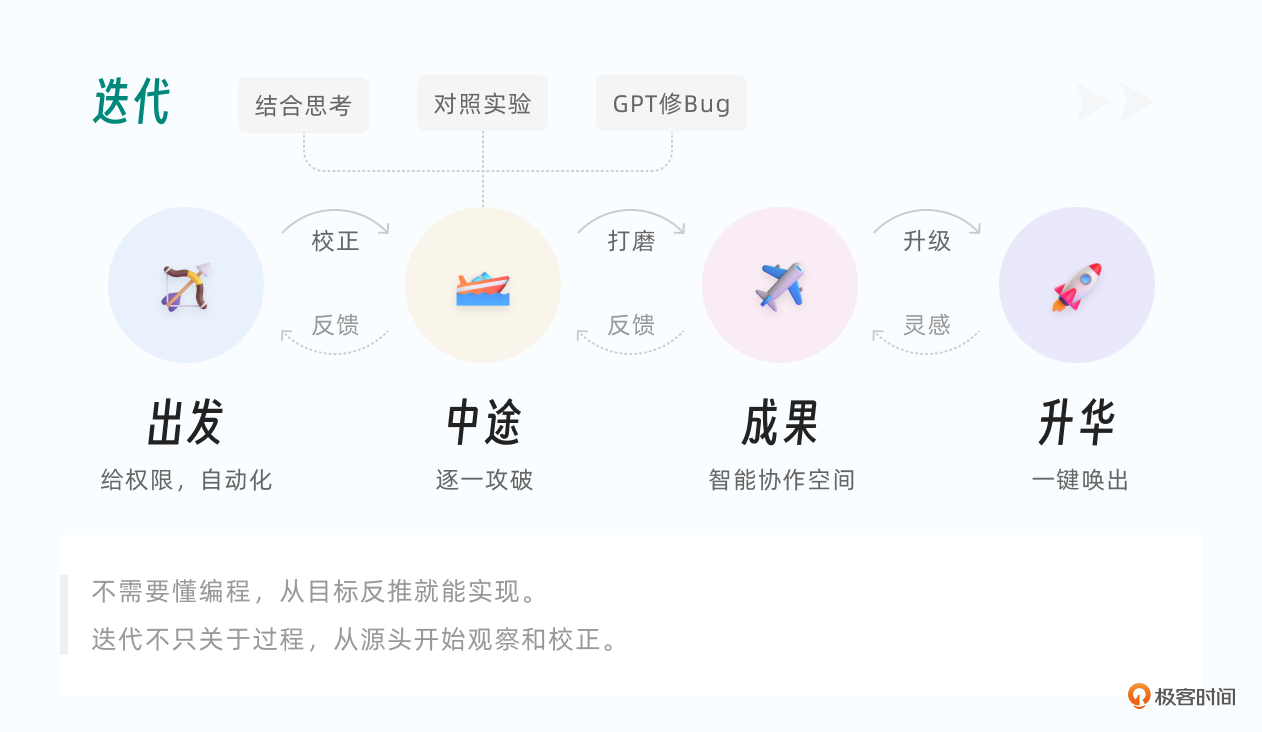 迭代
结合思考
对照实验
GPT修Bug
校正
打磨
升级
反馈
反馈
灵感
出发
中途
成果
升华
给权限，自动化
逐一攻破
智能协作空间
一键唤出
不需要懂编程，从目标反推就能实现。
迭代不只关于过程，从源头开始观察和校正。
极客时间